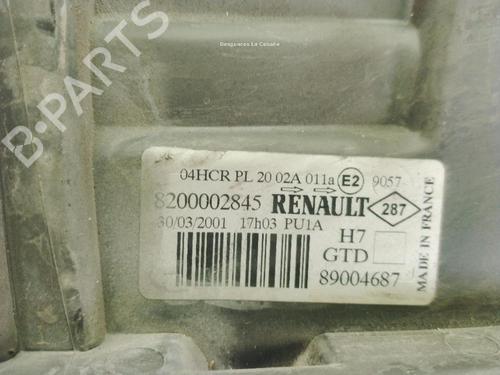 B-PARTS
Desguaces La Cabaña
04HCR PL 20 02A 011a E2 9057
8200002845 RENAULT 287
30/03/2001 17h03 PU1A
H7
GTD
89004687
MADE IN FRANCE